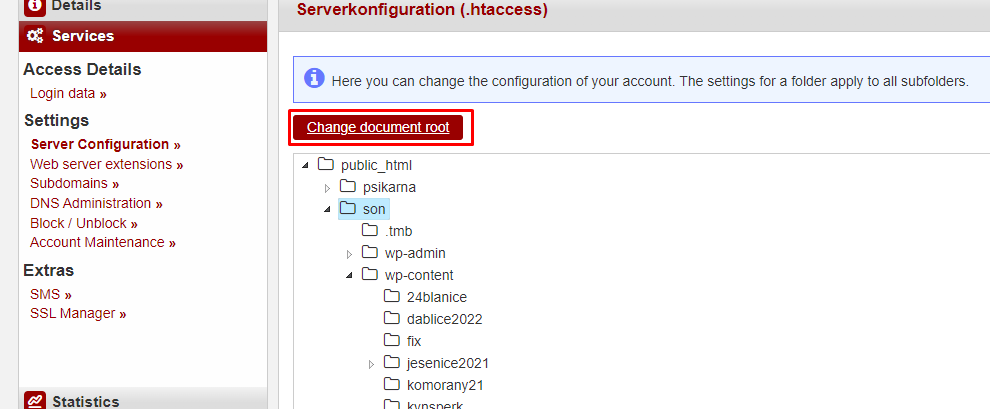 Details
Services
Access Details
Login data »
Settings
Server Configuration »
Web server extensions »
Subdomains »
DNS Administration »
Block / Unblock »
Account Maintenance »
Extras
SMS »
SSL Manager »
Statistics
Serverkonfiguration (.htaccess)
Here you can change the configuration of your account. The settings for a folder apply to all subfolders.
Change document root
public_html
psikarna
son
.tmb
wp-admin
wp-content
24blanice
dablice2022
fix
jesenice2021
komorany21
kynsperk